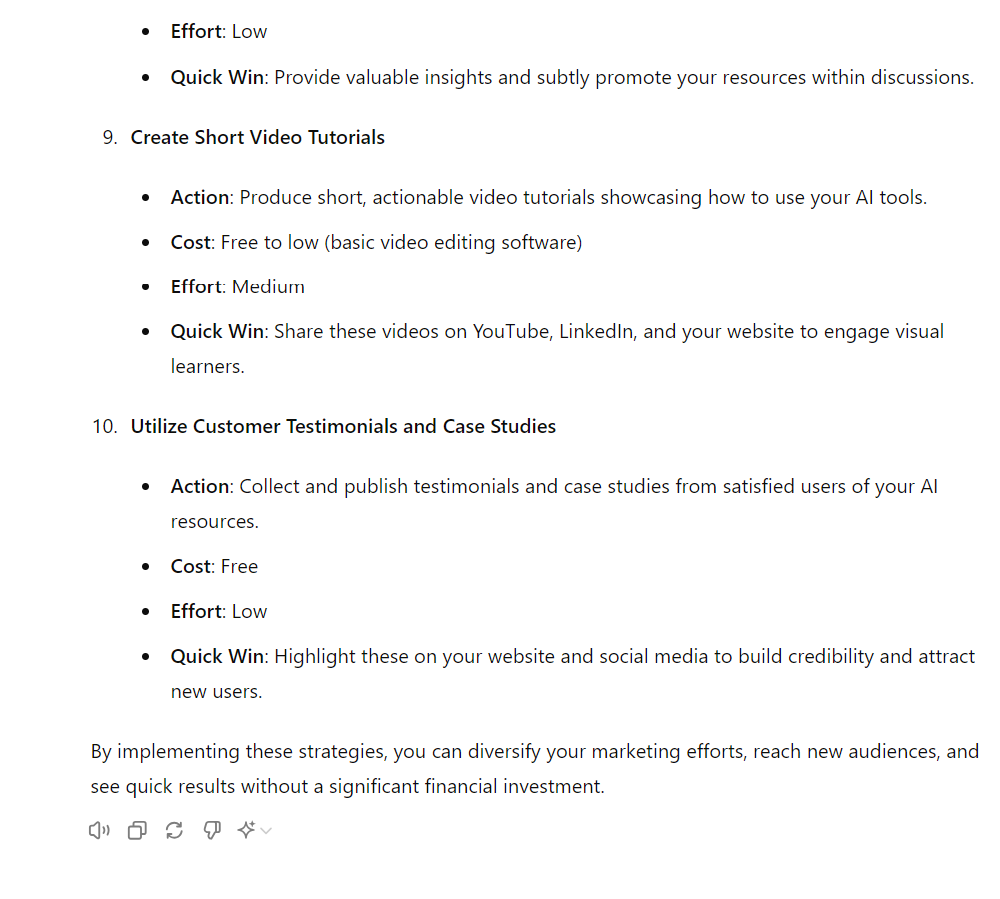 • Effort: Low
• Quick Win: Provide valuable insights and subtly promote your resources within discussions.
9. Create Short Video Tutorials
• Action: Produce short, actionable video tutorials showcasing how to use your AI tools.
• Cost: Free to low (basic video editing software)
• Effort: Medium
• Quick Win: Share these videos on YouTube, LinkedIn, and your website to engage visual
learners.
10. Utilize Customer Testimonials and Case Studies
• Action: Collect and publish testimonials and case studies from satisfied users of your AI
resources.
• Cost: Free
• Effort: Low
• Quick Win: Highlight these on your website and social media to build credibility and attract
new users.
By implementing these strategies, you can diversify your marketing efforts, reach new audiences, and
see quick results without a significant financial investment.